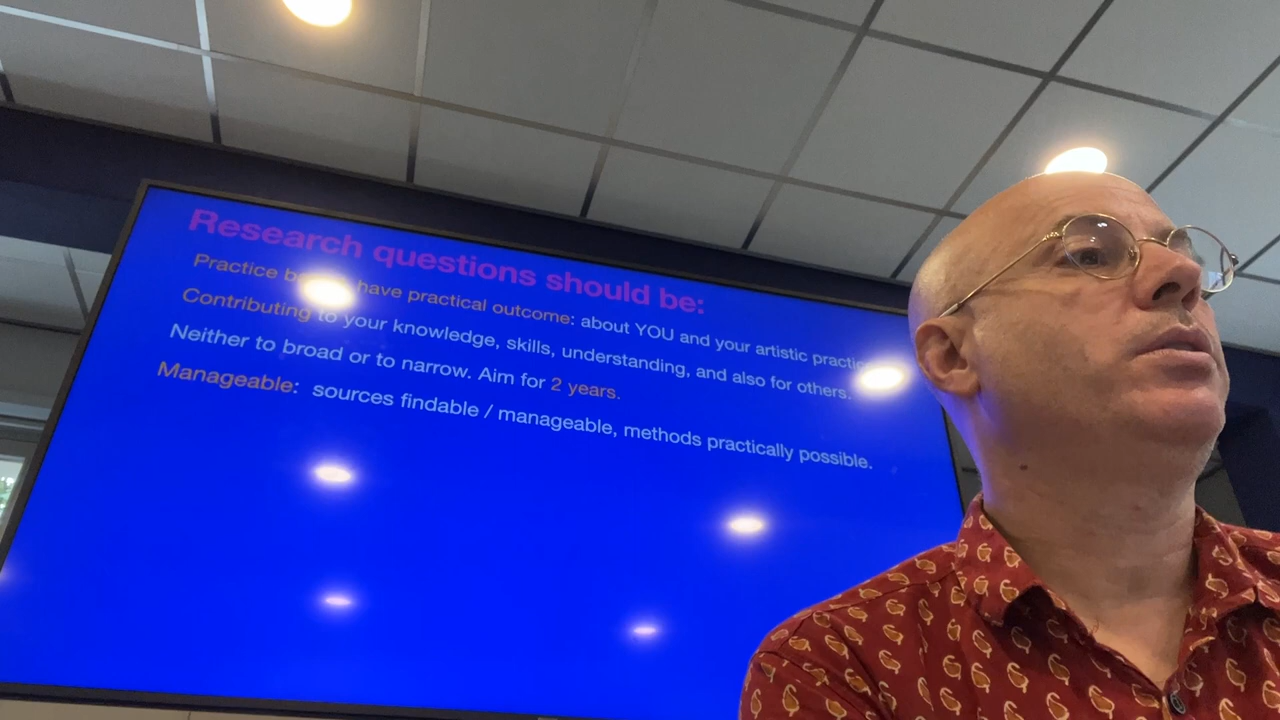 Research questions should be:
Practice have practical outcome: about YOU and your artistic
Contributing to your knowledge, skills, understanding, and also for others.
Neither to broad or to narrow. Aim for 2 years.
Manageable: sources findable / manageable, methods practically possible.